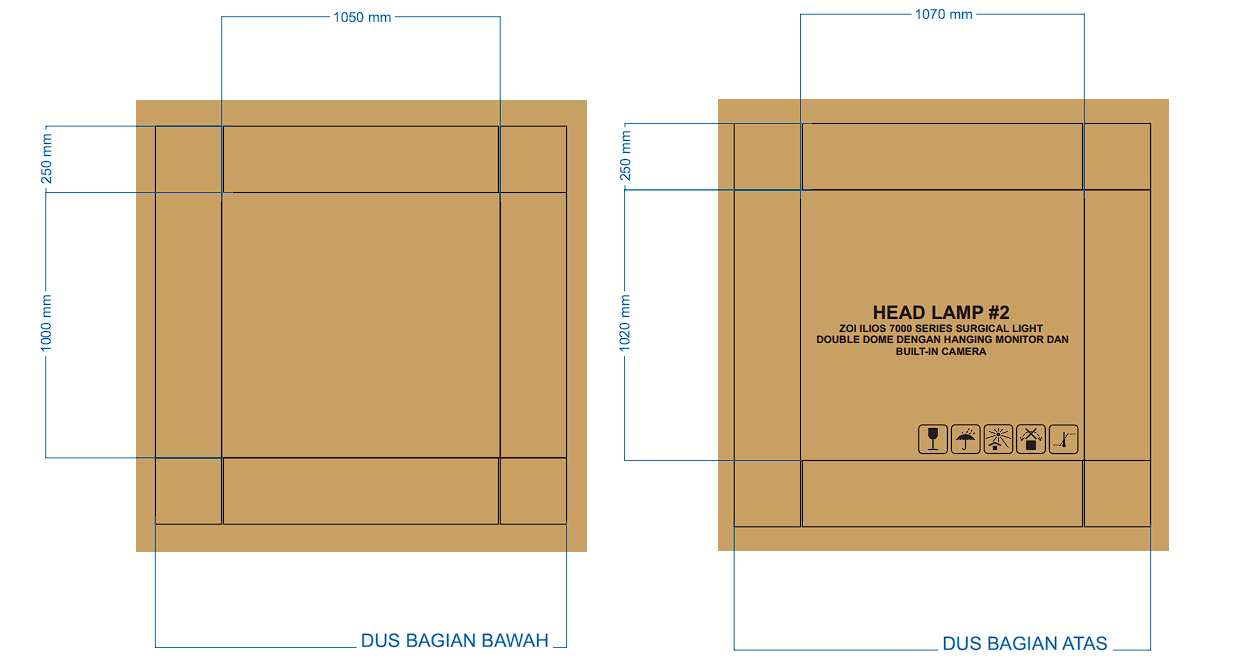 1050 mm
250 mm
1000 mm
DUS BAGIAN BAWAH
1070 mm
250 mm
1020 mm
HEAD LAMP #2
ZOI ILIOS 7000 SERIES SURGICAL LIGHT
DOUBLE DOME DENGAN HANGING MONITOR DAN
BUILT-IN CAMERA
DUS BAGIAN ATAS